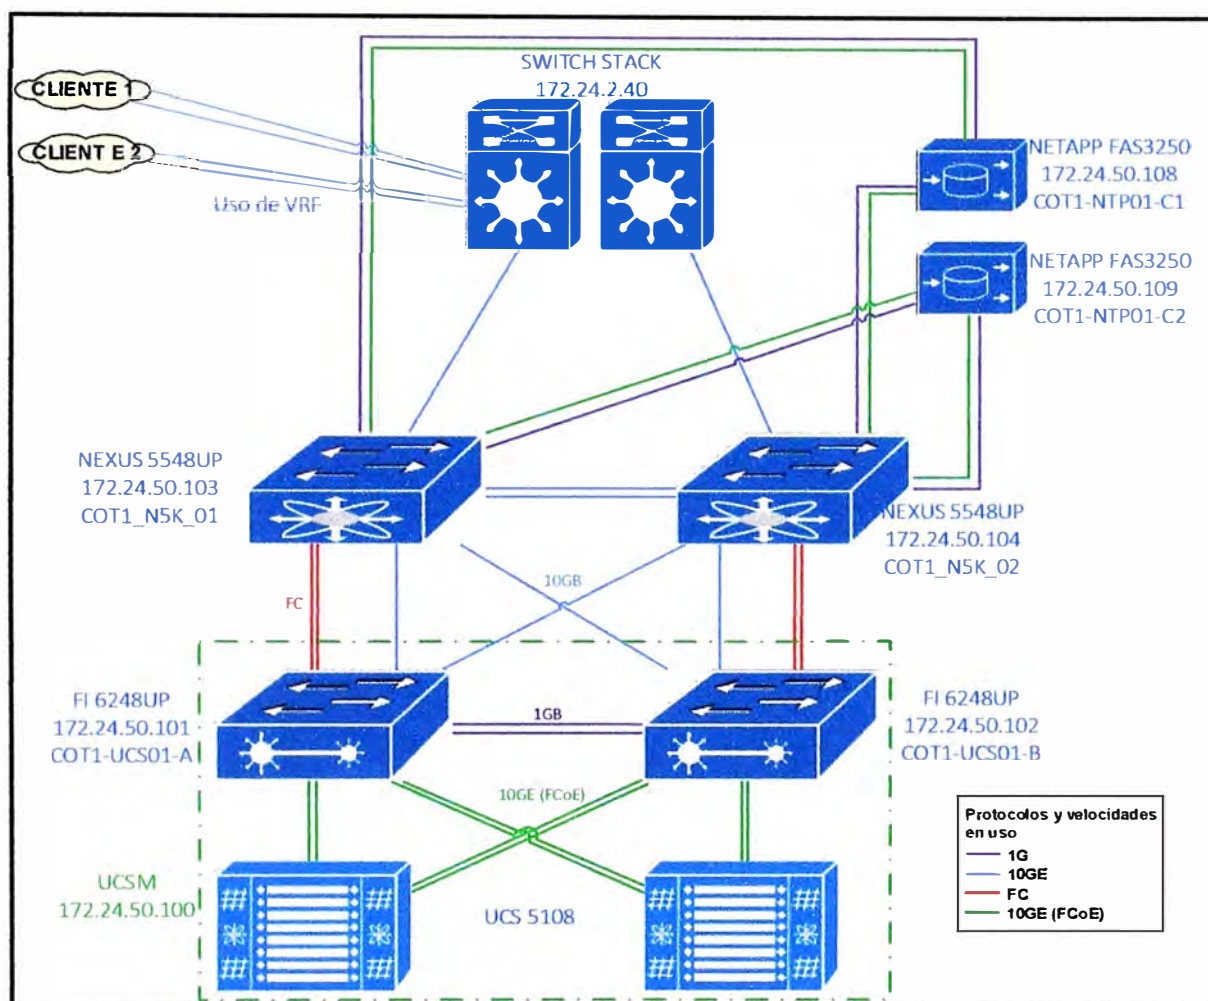 SWITCH STACK
172.24.2.40
CLIENTE 1
CLIENT E 2
Uso de VRF
NETAPP FAS3250
172.24.50.108
COT1-NTP01-C1
NETAPP FAS3250
172.24.50.109
COT1-NTP01-C2
NEXUS 5548UP
172.24.50.103
COT1_N5K_01
NEXUS 5548UP
172.24.50.104
COT1_N5K_02
10GB
FC
FI 6248UP
172.24.50.101
COT1-UCS01-A
1GB
FI 6248UP
172.24.50.102
COT1-UCS01-B
10GE (FCoE)
UCSM
172.24.50.100
UCS 5108
Protocolos y velocidades
en uso
1G
10GE
FC
10GE (FCoE)